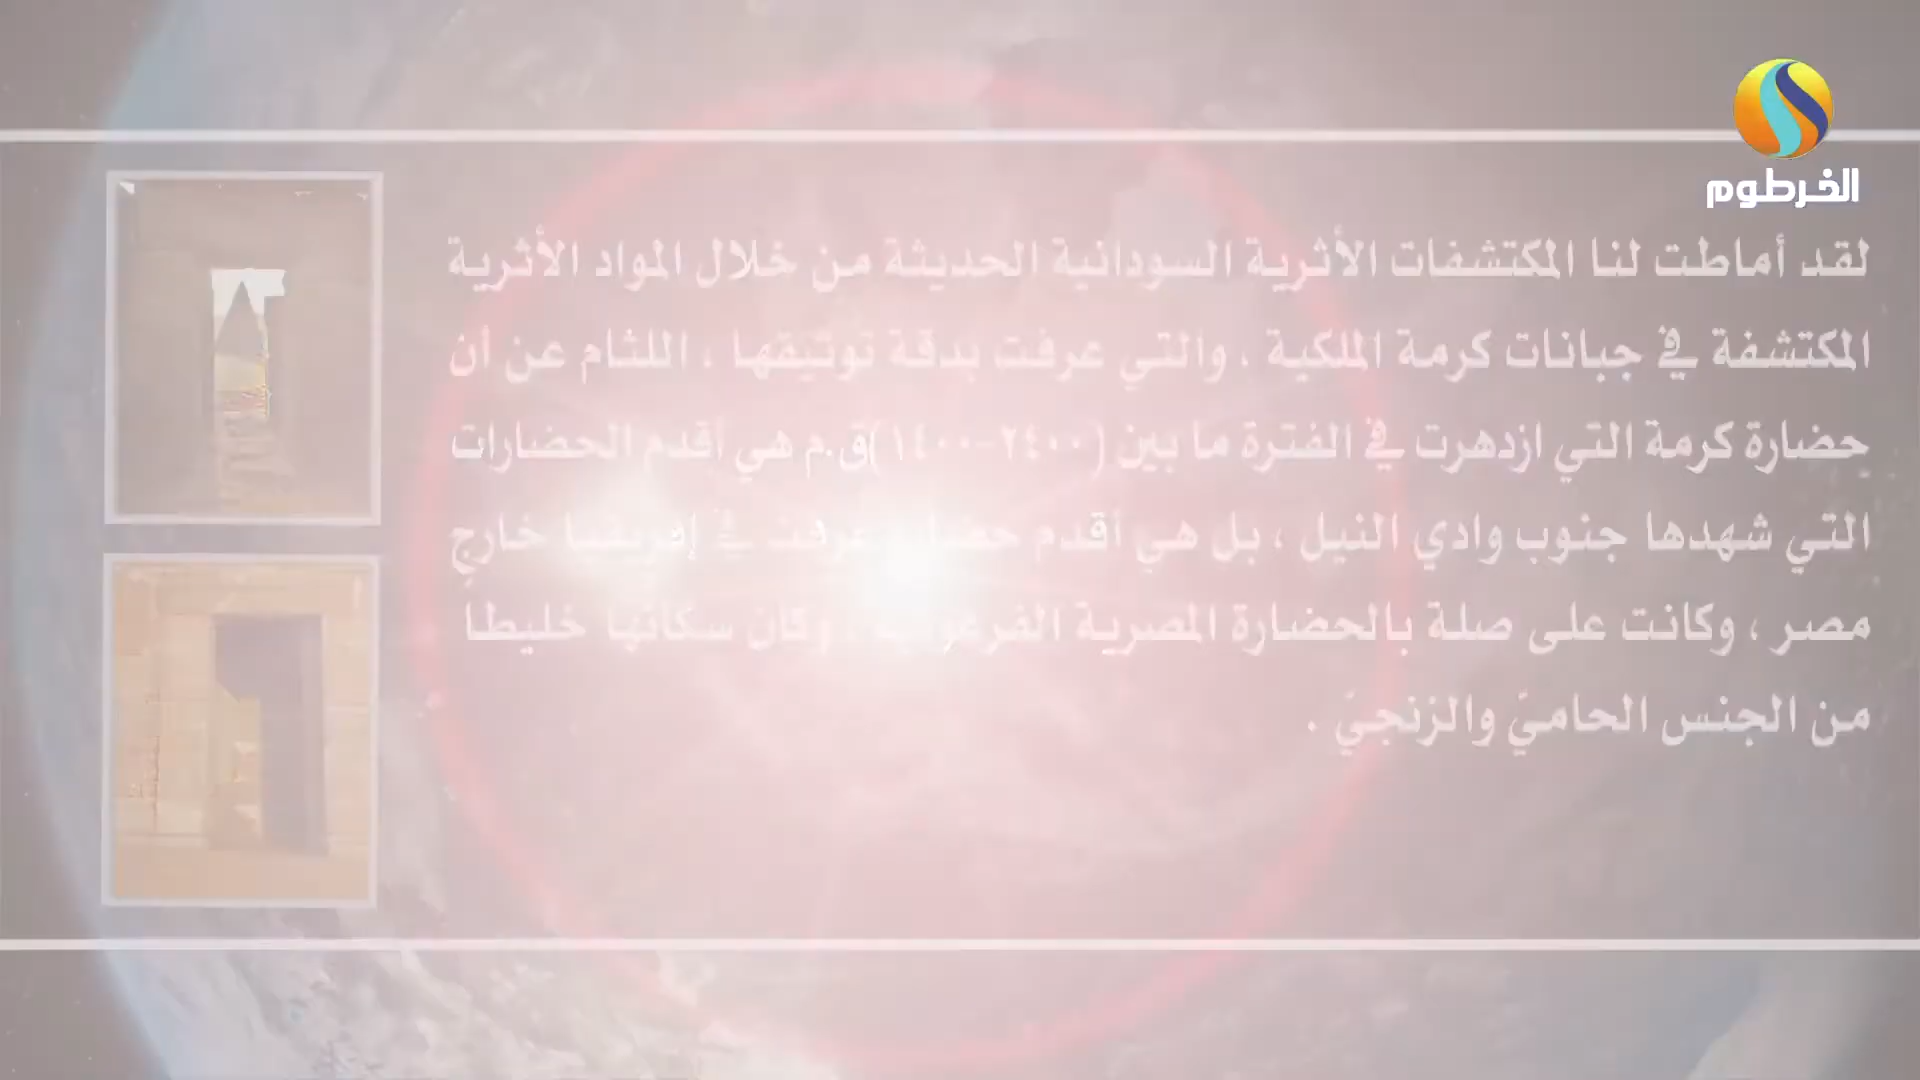 الخرطوم
لقد أماطت لنا المكتشفات الأثرية السودانية الحديثة من خلال المواد الأثرية
المكتشفة في جبانات كرمة الملكية ، والتي عرفت بدقة توثيقها ، اللثام عن أن
حضارة كرمة التي ازدهرت في الفترة ما بين (٢٤٠٠-١٤٠٠)ق.م هي أقدم الحضارات
التي شهدها جنوب وادي النيل ، بل هي أقدم حضارة عرفت في إفريقيا خارج
مصر ، وكانت على صلة بالحضارة المصرية الفرعونية ، وكان سكانها خليطا
من الجنس الحاميّ والزنجيّ .